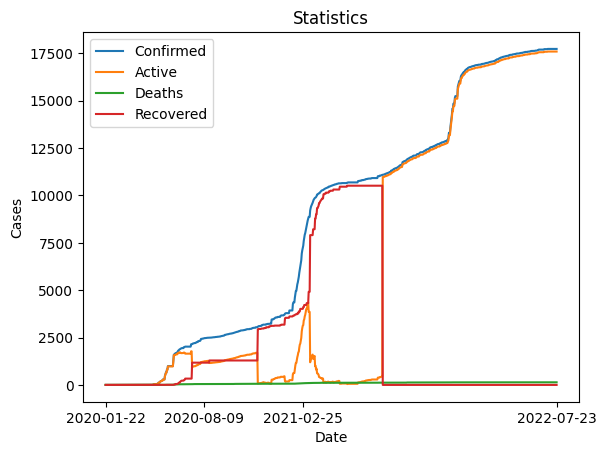 Statistics
Confirmed
Active
Deaths
Recovered
17500
15000
12500
10000
7500
5000
2500
0
Cases
2020-01-22 2020-08-09 2021-02-25 2022-07-23
Date